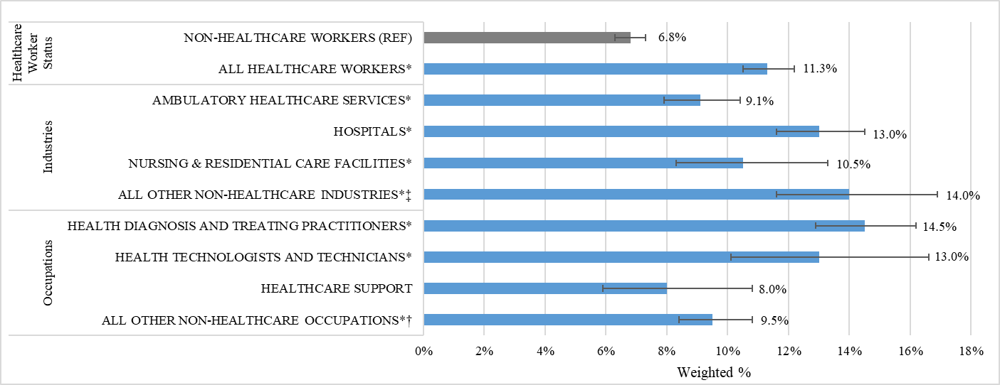 Healthcare
Worker
Status
NON-HEALTHCARE WORKERS (REF)
6.8%
ALL HEALTHCARE WORKERS*
11.3%
Industries
AMBULATORY HEALTHCARE SERVICES*
9.1%
HOSPITALS*
13.0%
NURSING & RESIDENTIAL CARE FACILITIES*
10.5%
ALL OTHER NON-HEALTHCARE INDUSTRIES*‡
14.0%
Occupations
HEALTH DIAGNOSIS AND TREATING PRACTITIONERS*
14.5%
HEALTH TECHNOLOGISTS AND TECHNICIANS*
13.0%
HEALTHCARE SUPPORT
8.0%
ALL OTHER NON-HEALTHCARE OCCUPATIONS*†
9.5%
0% 2% 4% 6% 8% 10% 12% 14% 16% 18%
Weighted %